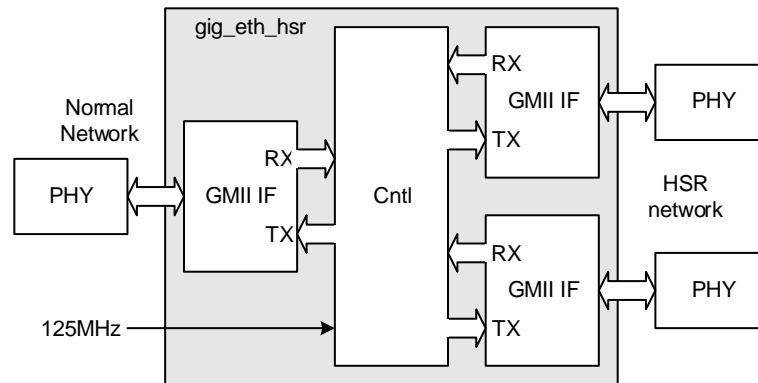 gig_eth_hsr
Normal
Network
PHY
GMII IF
RX
TX
125MHz
Cntl
RX
GMII IF
TX
PHY
HSR
network
RX
GMII IF
TX
PHY